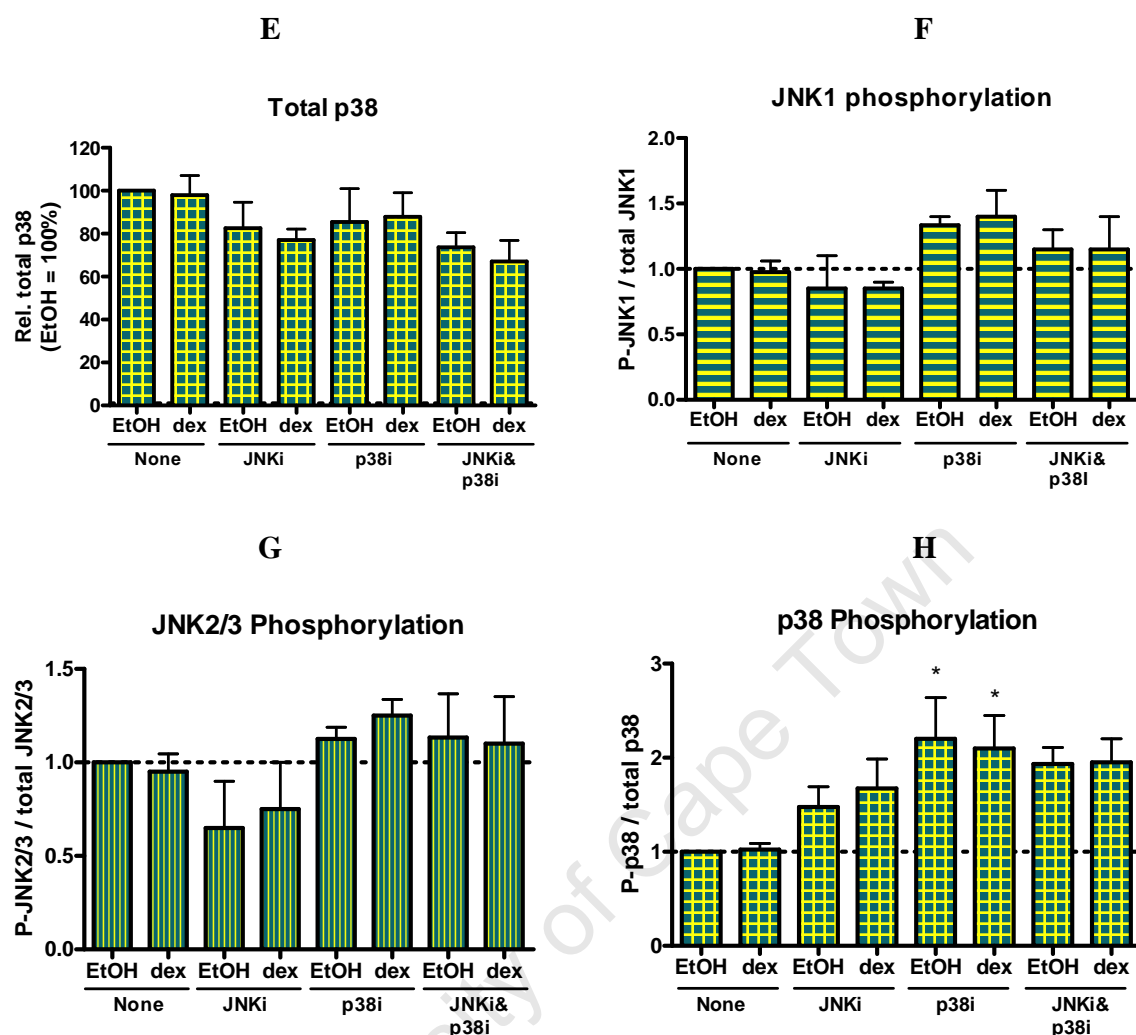 E
Total p38
Rel. total p38
(EtOH = 100%)
120
100
80
60
40
20
0
EtOH dex EtOH dex EtOH dex EtOH dex
None JNKi p38i JNKi&
p38i
F
JNK1 phosphorylation
P-JNK1 / total JNK1
2.0
1.5
1.0
0.5
0.0
EtOH dex EtOH dex EtOH dex EtOH dex
None JNKi p38i JNKi&
p38I
G
JNK2/3 Phosphorylation
P-JNK2/3 / total JNK2/3
1.5
1.0
0.5
0.0
EtOH dex EtOH dex EtOH dex EtOH dex
None JNKi p38i JNKi&
p38i
H
p38 Phosphorylation
P-p38 / total p38
3
2
1
0
* *
EtOH dex EtOH dex EtOH dex EtOH dex
None JNKi p38i JNKi&
p38i
of Cape Town